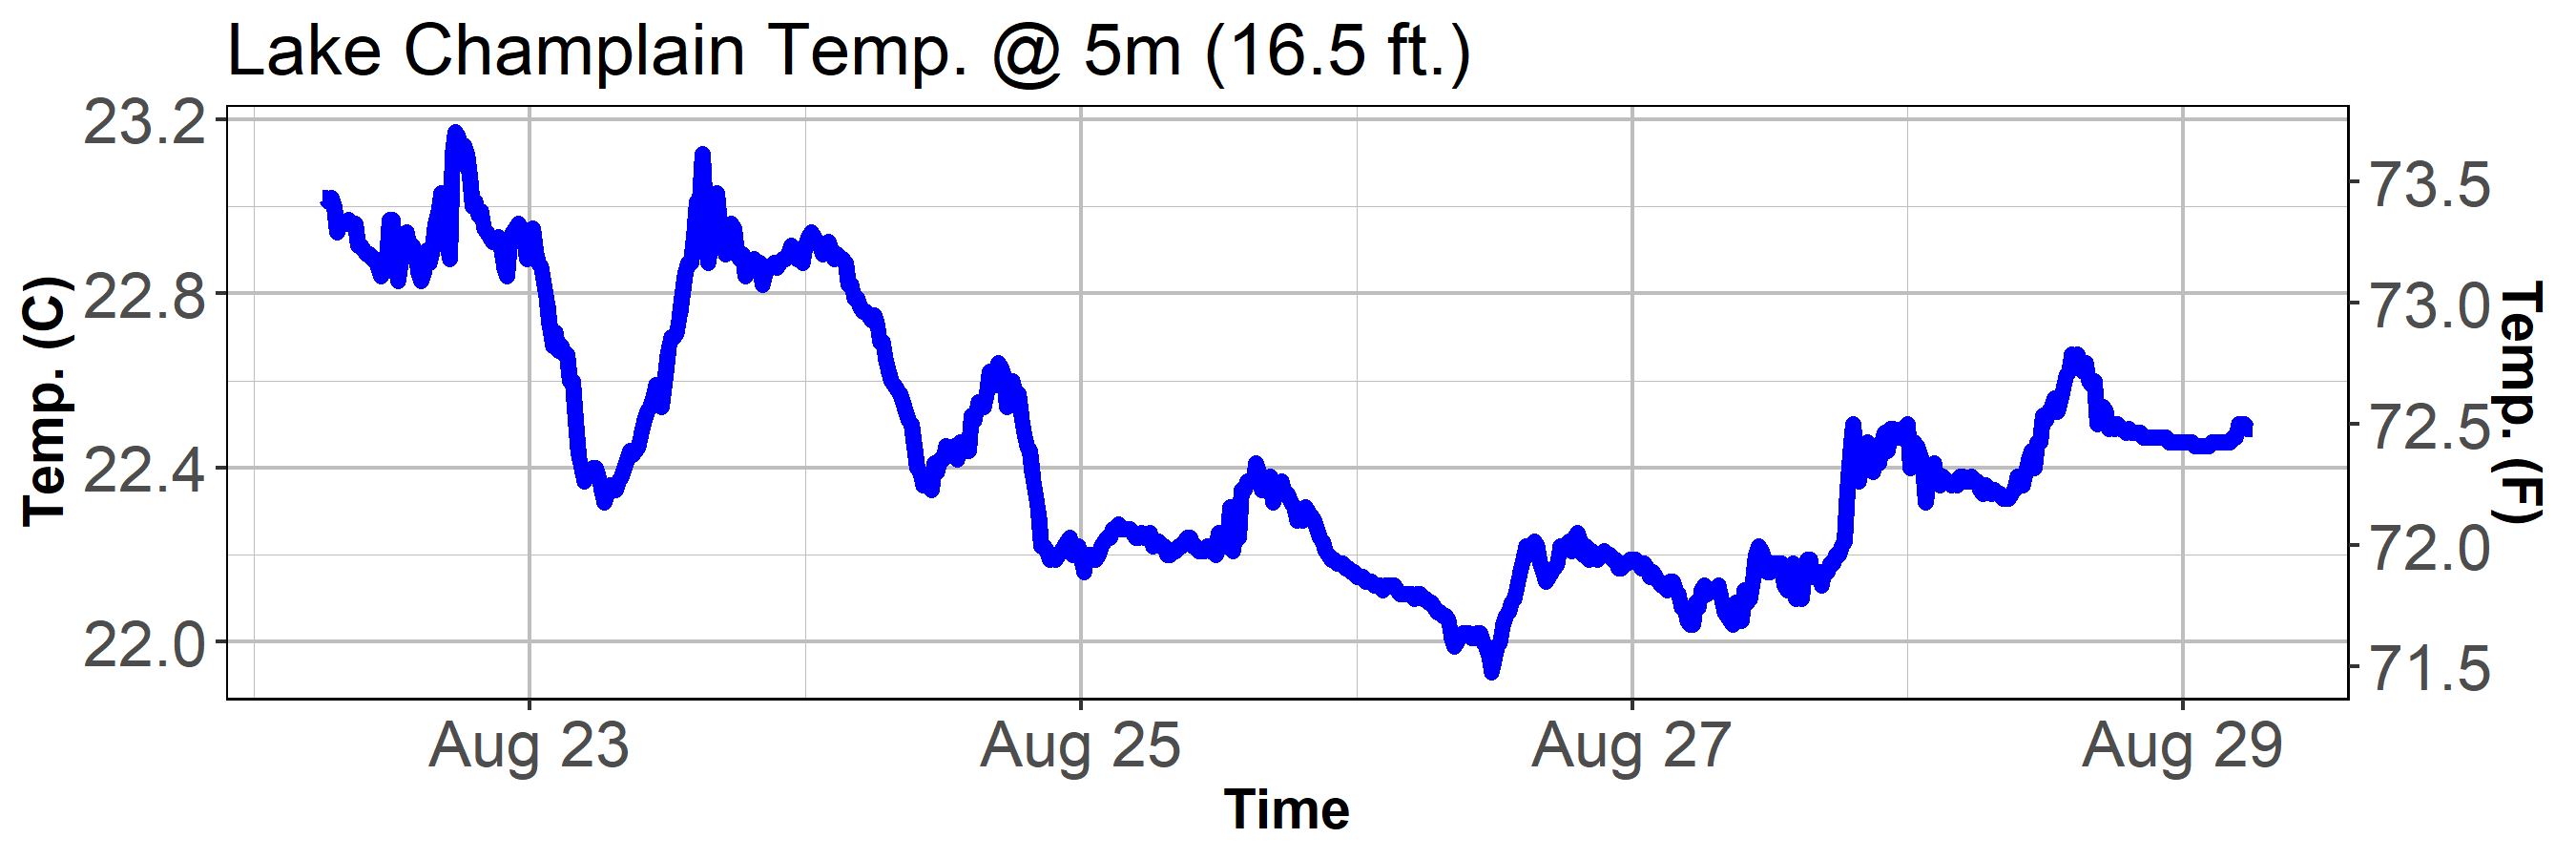 Lake Champlain Temp. @ 5m (16.5 ft.)
Temp. (C)
23.2
22.8
22.4
22.0
73.5
73.0
72.5
72.0
71.5
Temp. (F)
Aug 23 Aug 25 Aug 27 Aug 29
Time